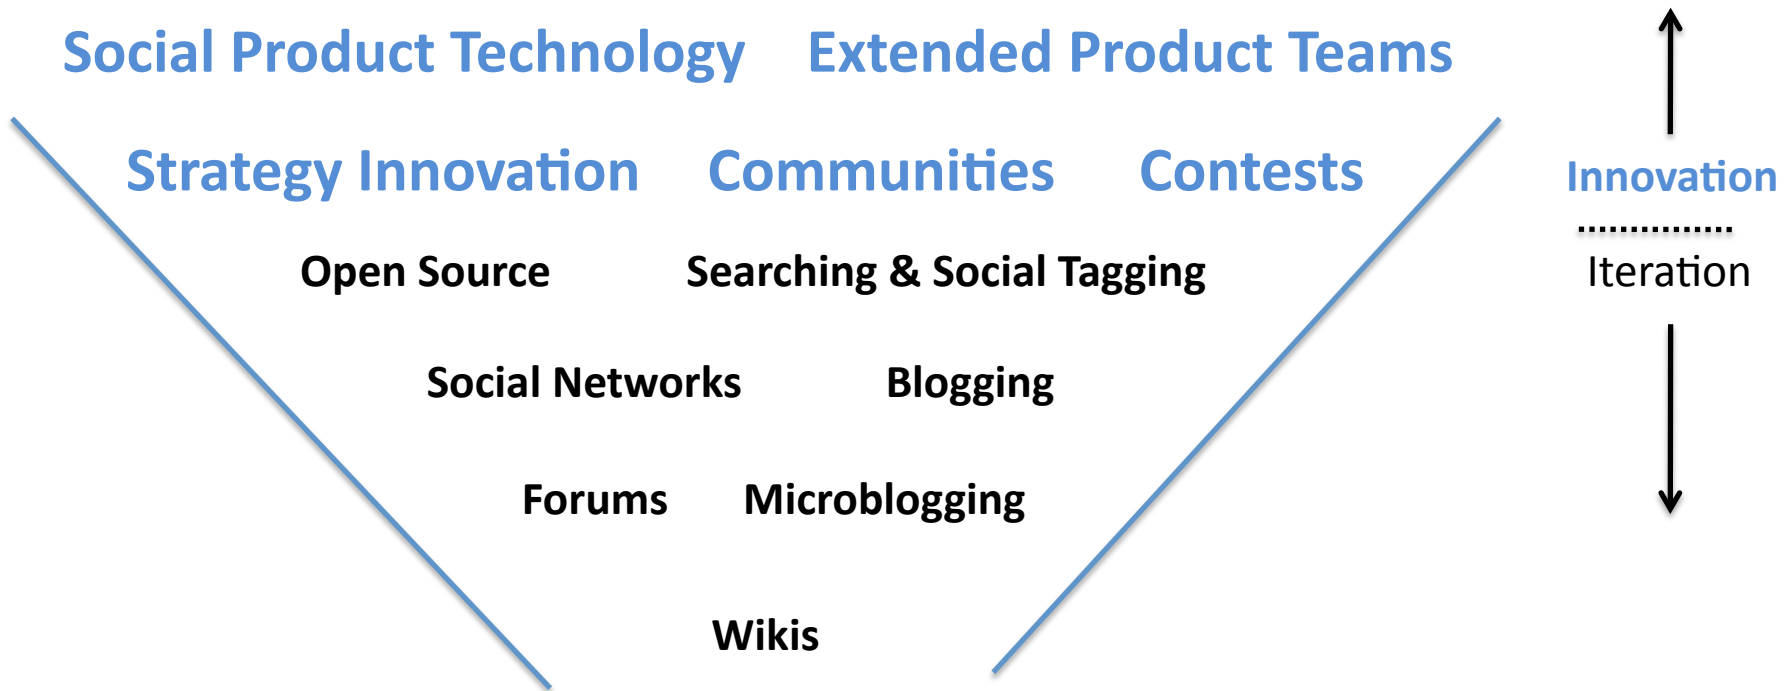 Social Product Technology Extended Product Teams
Strategy Innovation Communities Contests
Innovation
Open Source Searching & Social Tagging
Iteration
Social Networks Blogging
Forums Microblogging
Wikis